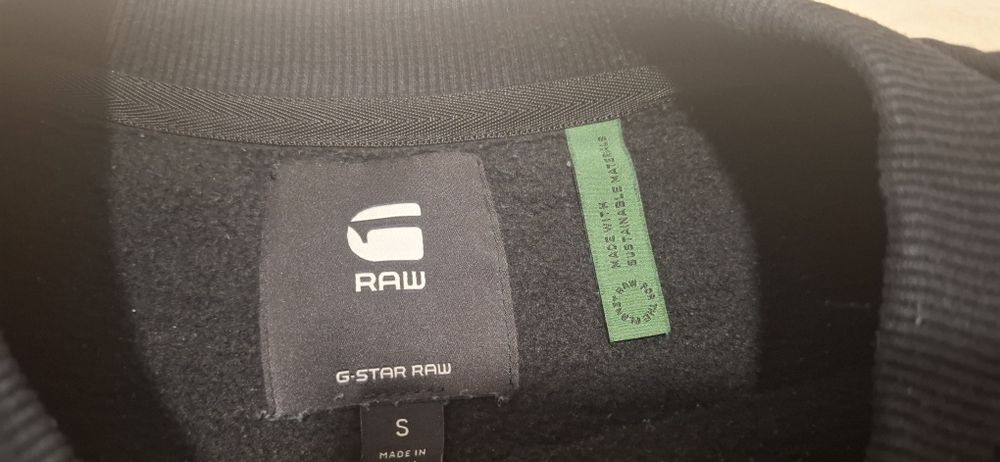 RAW
G-STAR RAW
S
MADE IN
MADE WITH
SUSTAINABLE MATERIALS
RAW FOR THE PLANET